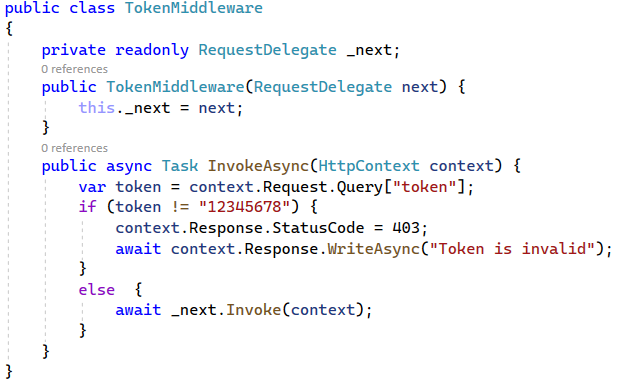 public class TokenMiddleware
{
    private readonly RequestDelegate _next;
    0 references
    public TokenMiddleware(RequestDelegate next) {
        this._next = next;
    }
    0 references
    public async Task InvokeAsync(HttpContext context) {
        var token = context.Request.Query["token"];
        if (token != "12345678") {
            context.Response.StatusCode = 403;
            await context.Response.WriteAsync("Token is invalid");
        }
        else  {
            await _next.Invoke(context);
        }
    }
}